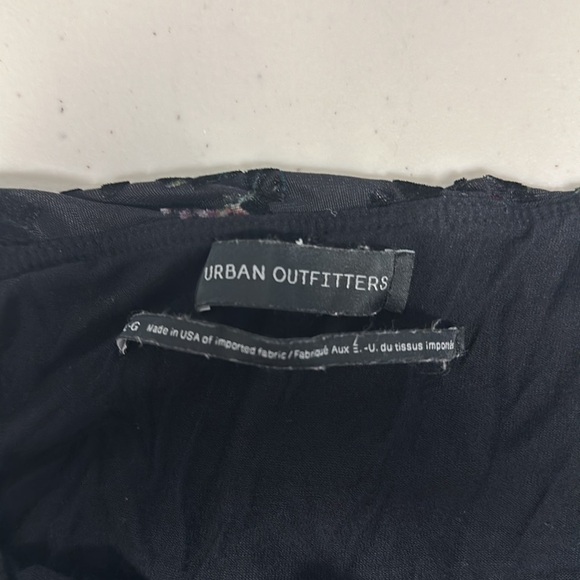 URBAN OUTFITTERS
-G Made in USA of imported fabric / Fabriqué Aux É.-U. du tissus importé